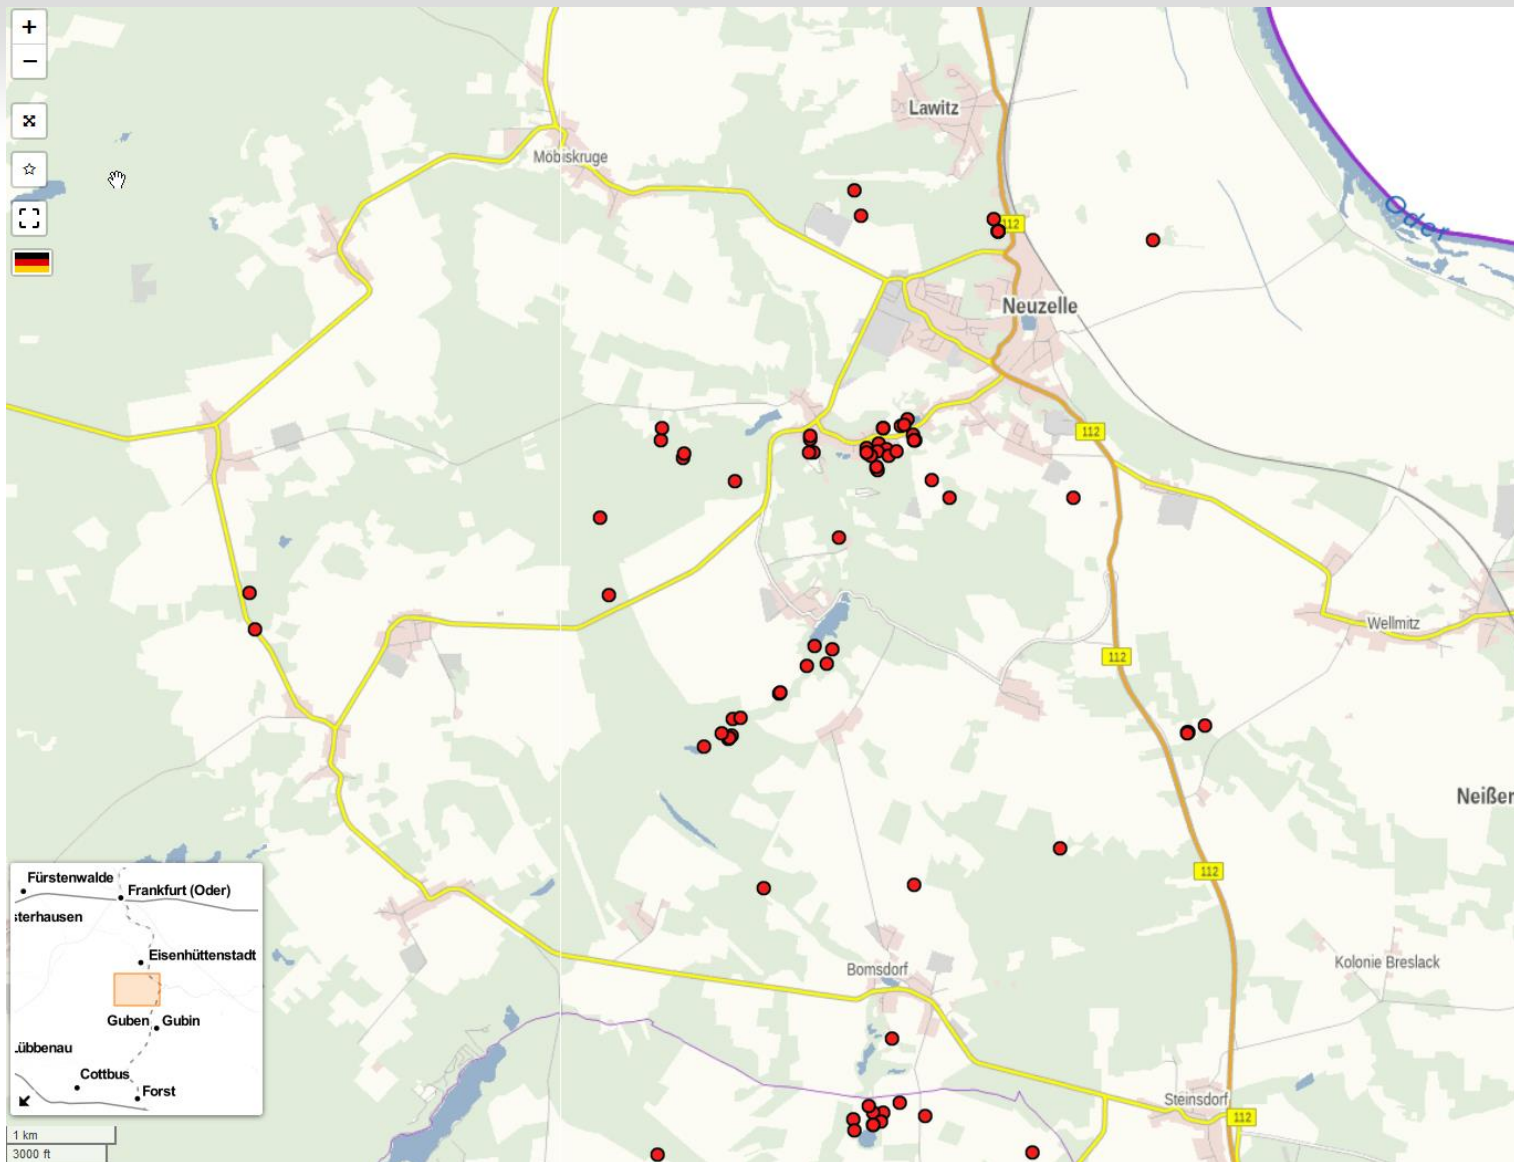 +
−
Lawitz
Möbiskruge
Oder
112
Neuzelle
112
Wellmitz
112
Neißer
112
Fürstenwalde
Frankfurt (Oder)
sterhausen
Eisenhüttenstadt
Guben
Gubin
Lübbenau
Cottbus
Forst
Bomsdorf
Kolonie Breslack
Steinsdorf
112
1 km
3000 ft